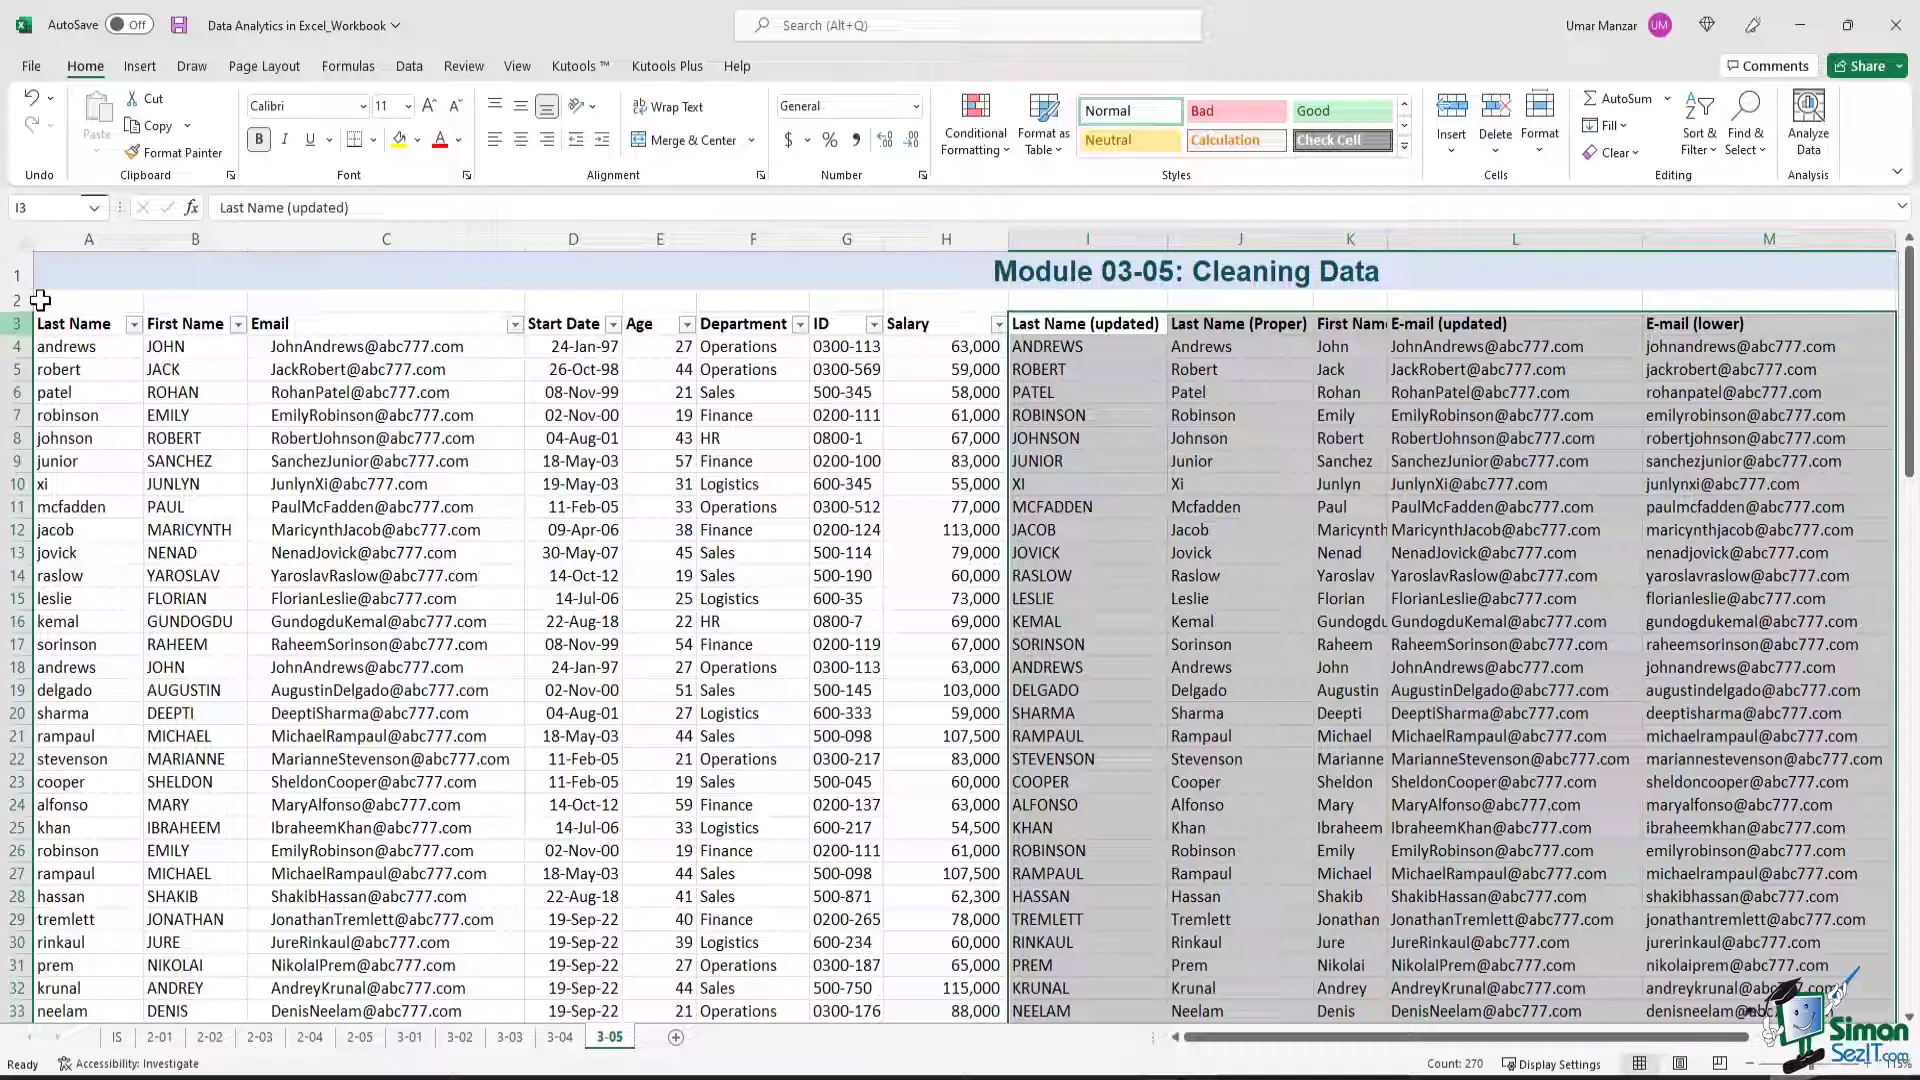 AutoSave Off Data Analytics in Excel_Workbook Search (Alt+Q) Umar Manzar UM
File Home Insert Draw Page Layout Formulas Data Review View Kutools ™ Kutools Plus Help Comments Share
Cut Calibri 11 Wrap Text General Normal Bad Good AutoSum
Paste Copy Conditional Formatting Format as Table Insert Delete Format Fill Sort & Filter Find & Select Analyze Data
Format Painter B I U A Merge & Center $ % Neutral Calculation Check Cell Clear
Undo Clipboard Font Alignment Number Styles Cells Editing Analysis
I3 fx Last Name (updated)
A B C D E F G H I J K L M
1 Module 03-05: Cleaning Data
2
3 Last Name First Name Email Start Date Age Department ID Salary Last Name (updated) Last Name (Proper) First Nam E-mail (updated) E-mail (lower)
4 andrews JOHN JohnAndrews@abc777.com 24-Jan-97 27 Operations 0300-113 63,000 ANDREWS Andrews John JohnAndrews@abc777.com johnandrews@abc777.com
5 robert JACK JackRobert@abc777.com 26-Oct-98 44 Operations 0300-569 59,000 ROBERT Robert Jack JackRobert@abc777.com jackrobert@abc777.com
6 patel ROHAN RohanPatel@abc777.com 08-Nov-99 21 Sales 500-345 58,000 PATEL Patel Rohan RohanPatel@abc777.com rohanpatel@abc777.com
7 robinson EMILY EmilyRobinson@abc777.com 02-Nov-00 19 Finance 0200-111 61,000 ROBINSON Robinson Emily EmilyRobinson@abc777.com emilyrobinson@abc777.com
8 johnson ROBERT RobertJohnson@abc777.com 04-Aug-01 43 HR 0800-1 67,000 JOHNSON Johnson Robert RobertJohnson@abc777.com robertjohnson@abc777.com
9 junior SANCHEZ SanchezJunior@abc777.com 18-May-03 57 Finance 0200-100 83,000 JUNIOR Junior Sanchez SanchezJunior@abc777.com sanchezjunior@abc777.com
10 xi JUNLYN JunlynXi@abc777.com 19-May-03 31 Logistics 600-345 55,000 XI Xi Junlyn JunlynXi@abc777.com junlynxi@abc777.com
11 mcfadden PAUL PaulMcFadden@abc777.com 11-Feb-05 33 Operations 0300-512 77,000 MCFADDEN Mcfadden Paul PaulMcFadden@abc777.com paulmcfadden@abc777.com
12 jacob MARICYNTH MaricynthJacob@abc777.com 09-Apr-06 38 Finance 0200-124 113,000 JACOB Jacob Maricynth MaricynthJacob@abc777.com maricynthjacob@abc777.com
13 jovick NENAD NenadJovick@abc777.com 30-May-07 45 Sales 500-114 79,000 JOVICK Jovick Nenad NenadJovick@abc777.com nenadjovick@abc777.com
14 raslow YAROSLAV YaroslavRaslow@abc777.com 14-Oct-12 19 Sales 500-190 60,000 RASLOW Raslow Yaroslav YaroslavRaslow@abc777.com yaroslavraslow@abc777.com
15 leslie FLORIAN FlorianLeslie@abc777.com 14-Jul-06 25 Logistics 600-35 73,000 LESLIE Leslie Florian FlorianLeslie@abc777.com florianleslie@abc777.com
16 kemal GUNDOGDU GundogduKemal@abc777.com 22-Aug-18 22 HR 0800-7 69,000 KEMAL Kemal Gundogdu GundogduKemal@abc777.com gundogdukemal@abc777.com
17 sorinson RAHEEM RaheemSorinson@abc777.com 08-Nov-99 54 Finance 0200-119 67,000 SORINSON Sorinson Raheem RaheemSorinson@abc777.com raheemsorinson@abc777.com
18 andrews JOHN JohnAndrews@abc777.com 24-Jan-97 27 Operations 0300-113 63,000 ANDREWS Andrews John JohnAndrews@abc777.com johnandrews@abc777.com
19 delgado AUGUSTIN AugustinDelgado@abc777.com 02-Nov-00 51 Sales 500-145 103,000 DELGADO Delgado Augustin AugustinDelgado@abc777.com augustindelgado@abc777.com
20 sharma DEEPTI DeeptiSharma@abc777.com 04-Aug-01 27 Logistics 600-333 59,000 SHARMA Sharma Deepti DeeptiSharma@abc777.com deeptisharma@abc777.com
21 rampaul MICHAEL MichaelRampaul@abc777.com 18-May-03 44 Sales 500-098 107,500 RAMPAUL Rampaul Michael MichaelRampaul@abc777.com michaelrampaul@abc777.com
22 stevenson MARIANNE MarianneStevenson@abc777.com 11-Feb-05 21 Operations 0300-217 83,000 STEVENSON Stevenson Marianne MarianneStevenson@abc777.com mariannestevenson@abc777.com
23 cooper SHELDON SheldonCooper@abc777.com 11-Feb-05 19 Sales 500-045 60,000 COOPER Cooper Sheldon SheldonCooper@abc777.com sheldoncooper@abc777.com
24 alfonso MARY MaryAlfonso@abc777.com 14-Oct-12 59 Finance 0200-137 63,000 ALFONSO Alfonso Mary MaryAlfonso@abc777.com maryalfonso@abc777.com
25 khan IBRAHEEM IbraheemKhan@abc777.com 14-Jul-06 33 Logistics 600-217 54,500 KHAN Khan Ibraheem IbraheemKhan@abc777.com ibraheemkhan@abc777.com
26 robinson EMILY EmilyRobinson@abc777.com 02-Nov-00 19 Finance 0200-111 61,000 ROBINSON Robinson Emily EmilyRobinson@abc777.com emilyrobinson@abc777.com
27 rampaul MICHAEL MichaelRampaul@abc777.com 18-May-03 44 Sales 500-098 107,500 RAMPAUL Rampaul Michael MichaelRampaul@abc777.com michaelrampaul@abc777.com
28 hassan SHAKIB ShakibHassan@abc777.com 22-Aug-18 41 Sales 500-871 62,300 HASSAN Hassan Shakib ShakibHassan@abc777.com shakibhassan@abc777.com
29 tremlett JONATHAN JonathanTremlett@abc777.com 19-Sep-22 40 Finance 0200-265 78,000 TREMLETT Tremlett Jonathan JonathanTremlett@abc777.com jonathantremlett@abc777.com
30 rinkaul JURE JureRinkaul@abc777.com 19-Sep-22 39 Logistics 600-234 60,000 RINKAUL Rinkaul Jure JureRinkaul@abc777.com jurerinkaul@abc777.com
31 prem NIKOLAI NikolaIPrem@abc777.com 19-Sep-22 27 Operations 0300-187 65,000 PREM Prem Nikolai NikolaIPrem@abc777.com nikolaiprem@abc777.com
32 krunal ANDREY AndreyKrunal@abc777.com 19-Sep-22 44 Sales 500-750 115,000 KRUNAL Krunal Andrey AndreyKrunal@abc777.com andreykrunal@abc777.com
33 neelam DENIS DenisNeelam@abc777.com 19-Sep-22 21 Operations 0300-176 88,000 NEELAM Neelam Denis DenisNeelam@abc777.com denisneelam@abc777.com
IS 2-01 2-02 2-03 2-04 2-05 3-01 3-02 3-03 3-04 3-05
Simon
SezIT.com
Ready Accessibility: Investigate Count: 270 Display Settings 115%